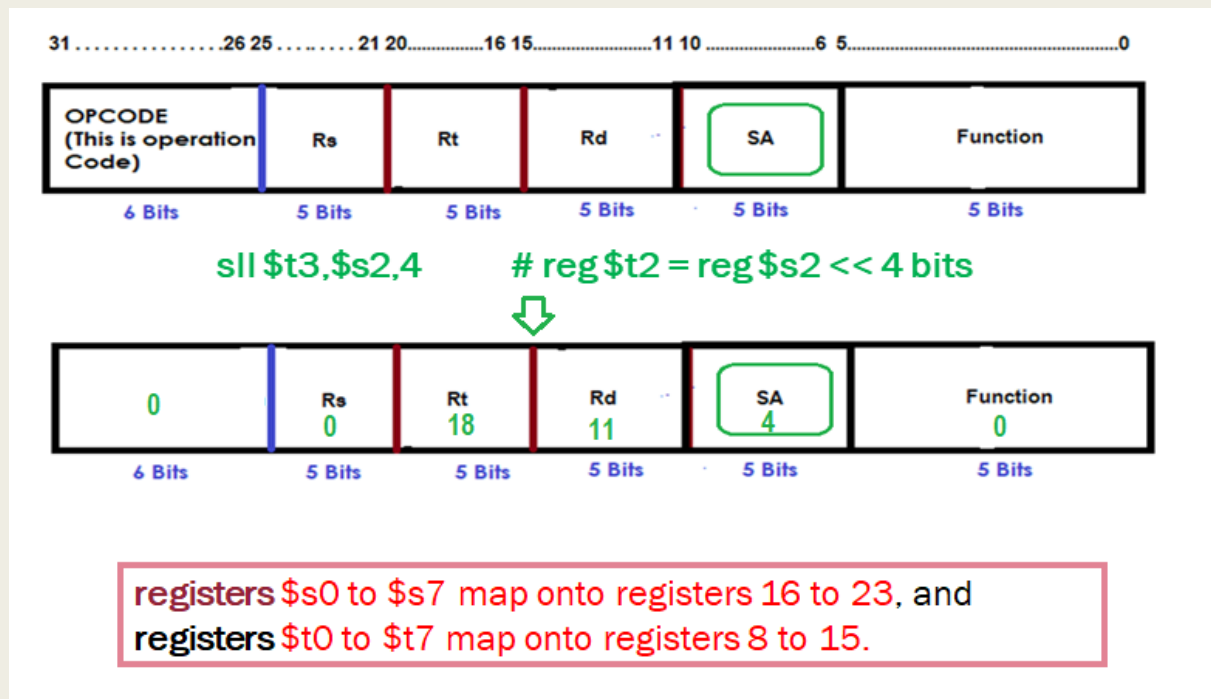 31................26 25......... 21 20.................16 15..............................11 10 .........................6 5.................................................................0
OPCODE
(This is operation
Code)
Rs
Rt
Rd
SA
Function
6 Bits
5 Bits
5 Bits
5 Bits
5 Bits
5 Bits
sll $t3,$s2,4 # reg $t2 = reg $s2 << 4 bits
0
Rs
0
Rt
18
Rd
11
SA
4
Function
0
6 Bits
5 Bits
5 Bits
5 Bits
5 Bits
5 Bits
registers $s0 to $s7 map onto registers 16 to 23, and
registers $t0 to $t7 map onto registers 8 to 15.